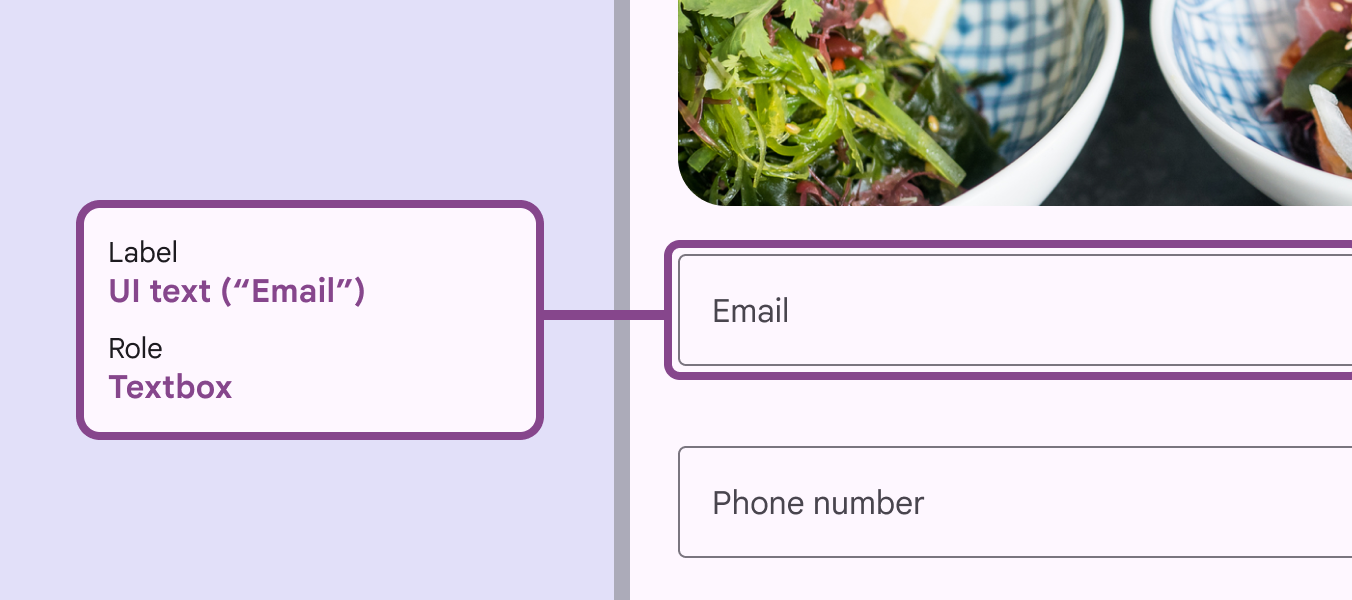 Label
UI text (“Email”)
Role
Textbox
Email
Phone number